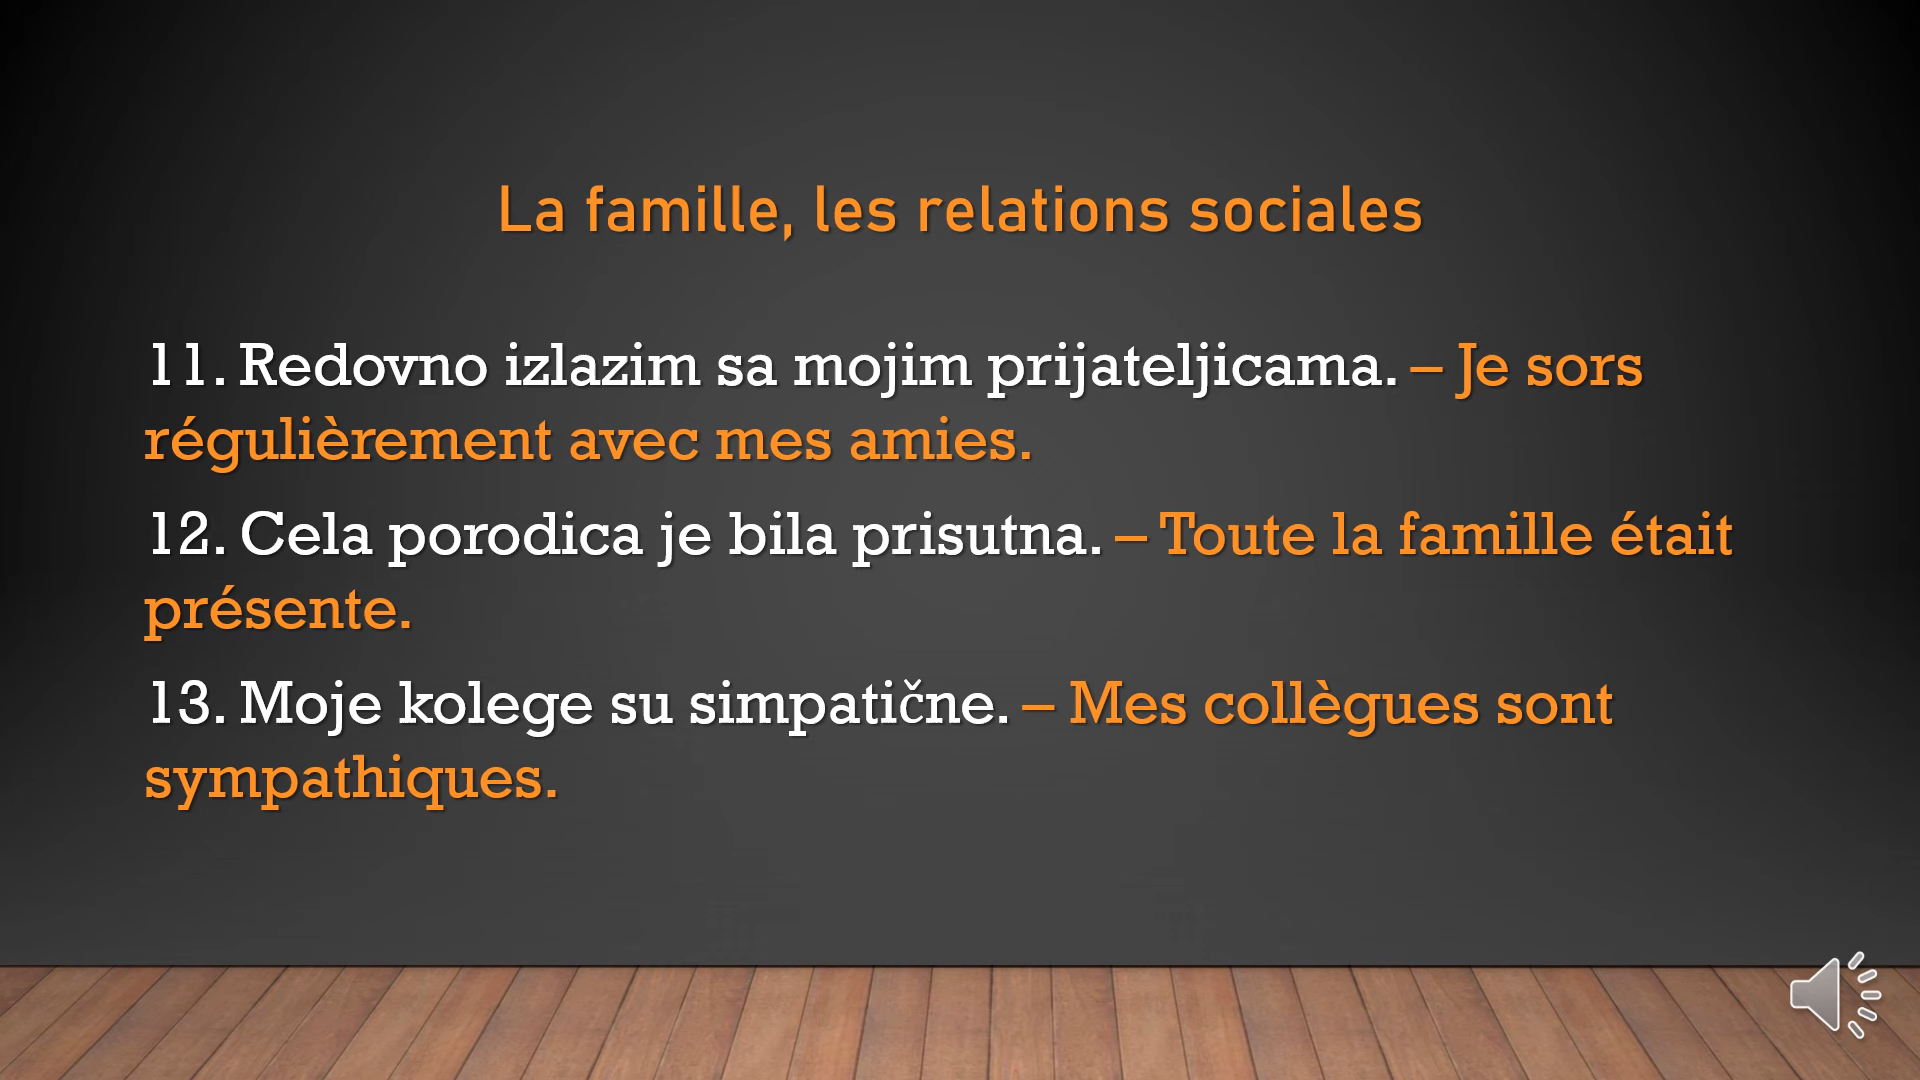 La famille, les relations sociales
11. Redovno izlazim sa mojim prijateljicama. – Je sors
régulièrement avec mes amies.
12. Cela porodica je bila prisutna. – Toute la famille était
présente.
13. Moje kolege su simpatične. – Mes collègues sont
sympathiques.